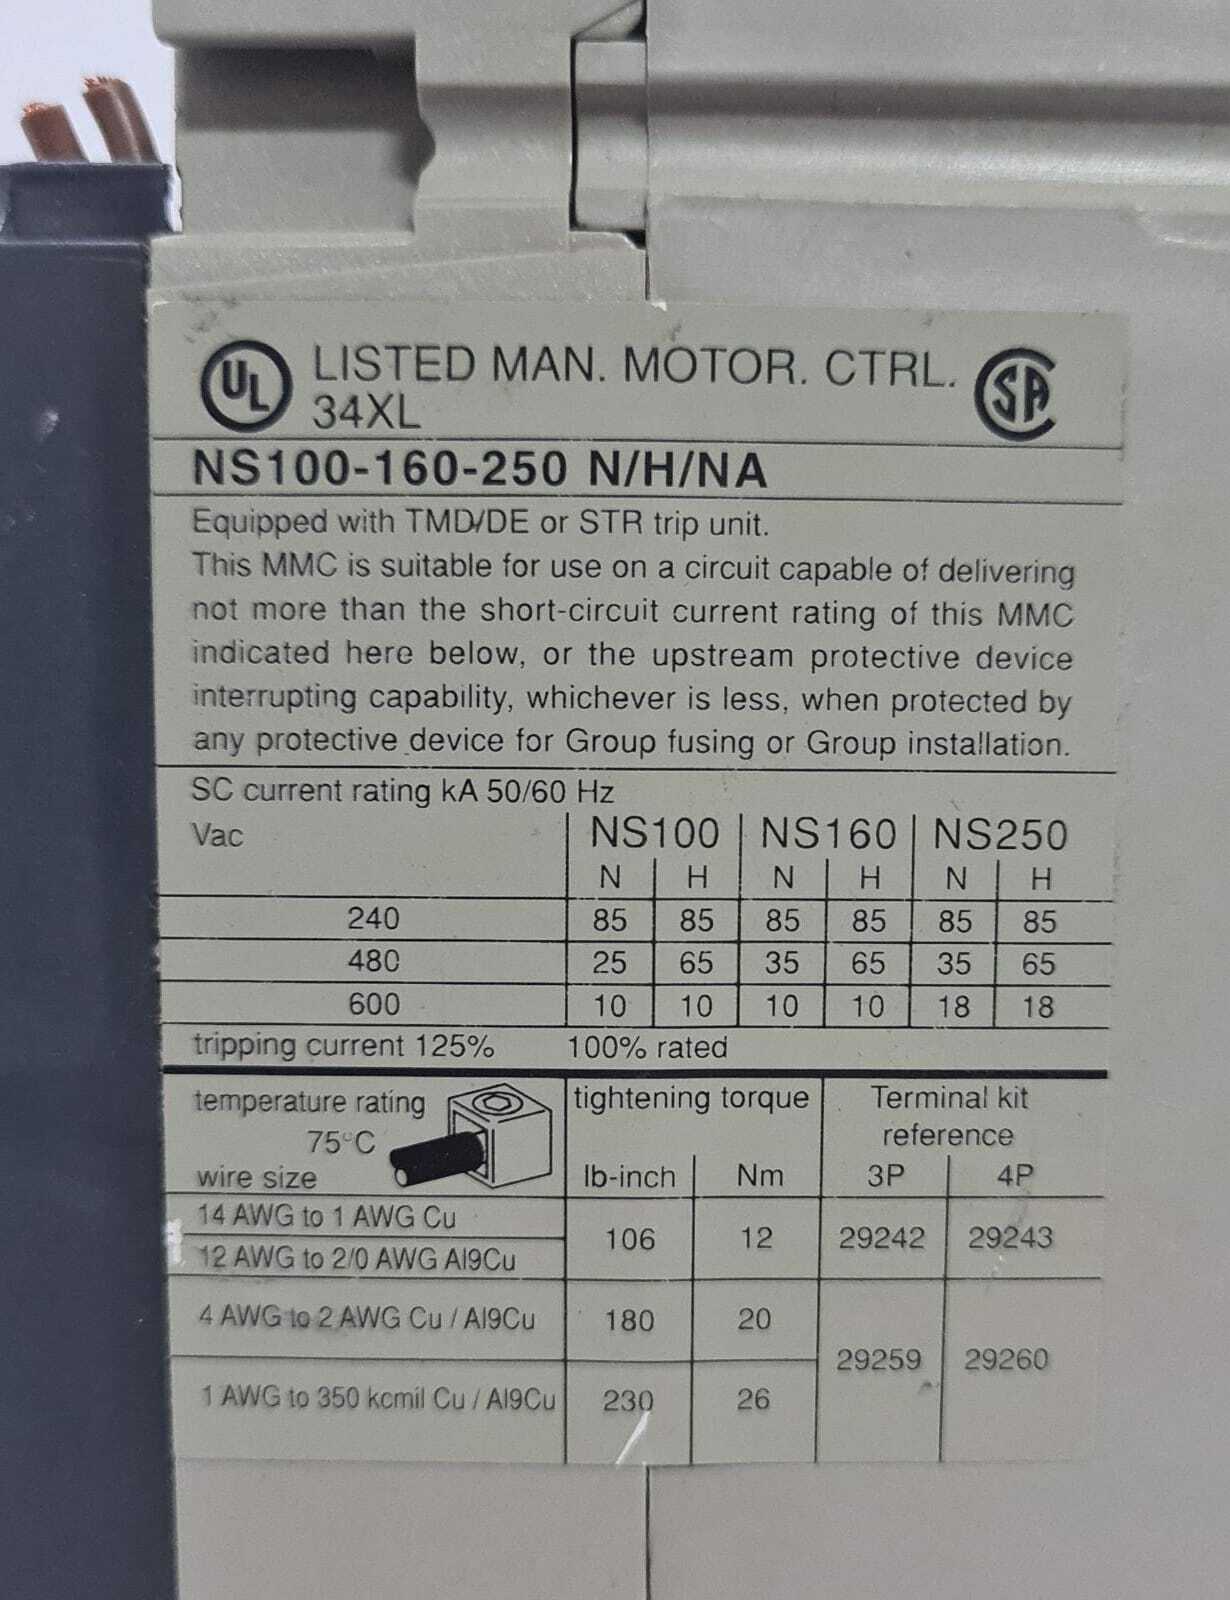 UL LISTED MAN. MOTOR. CTRL. SA
34XL
NS100-160-250 N/H/NA
Equipped with TMD/DE or STR trip unit.
This MMC is suitable for use on a circuit capable of delivering
not more than the short-circuit current rating of this MMC
indicated here below, or the upstream protective device
interrupting capability, whichever is less, when protected by
any protective device for Group fusing or Group installation.
SC current rating kA 50/60 Hz
Vac NS100 NS160 NS250
N H N H N H
240 85 85 85 85 85 85
480 25 65 35 65 35 65
600 10 10 10 10 18 18
tripping current 125% 100% rated
temperature rating tightening torque Terminal kit
75°C reference
wire size lb-inch Nm 3P 4P
14 AWG to 1 AWG Cu
106 12 29242 29243
12 AWG to 2/0 AWG Al9Cu
4 AWG to 2 AWG Cu / Al9Cu 180 20
29259 29260
1 AWG to 350 kcmil Cu / Al9Cu 230 26